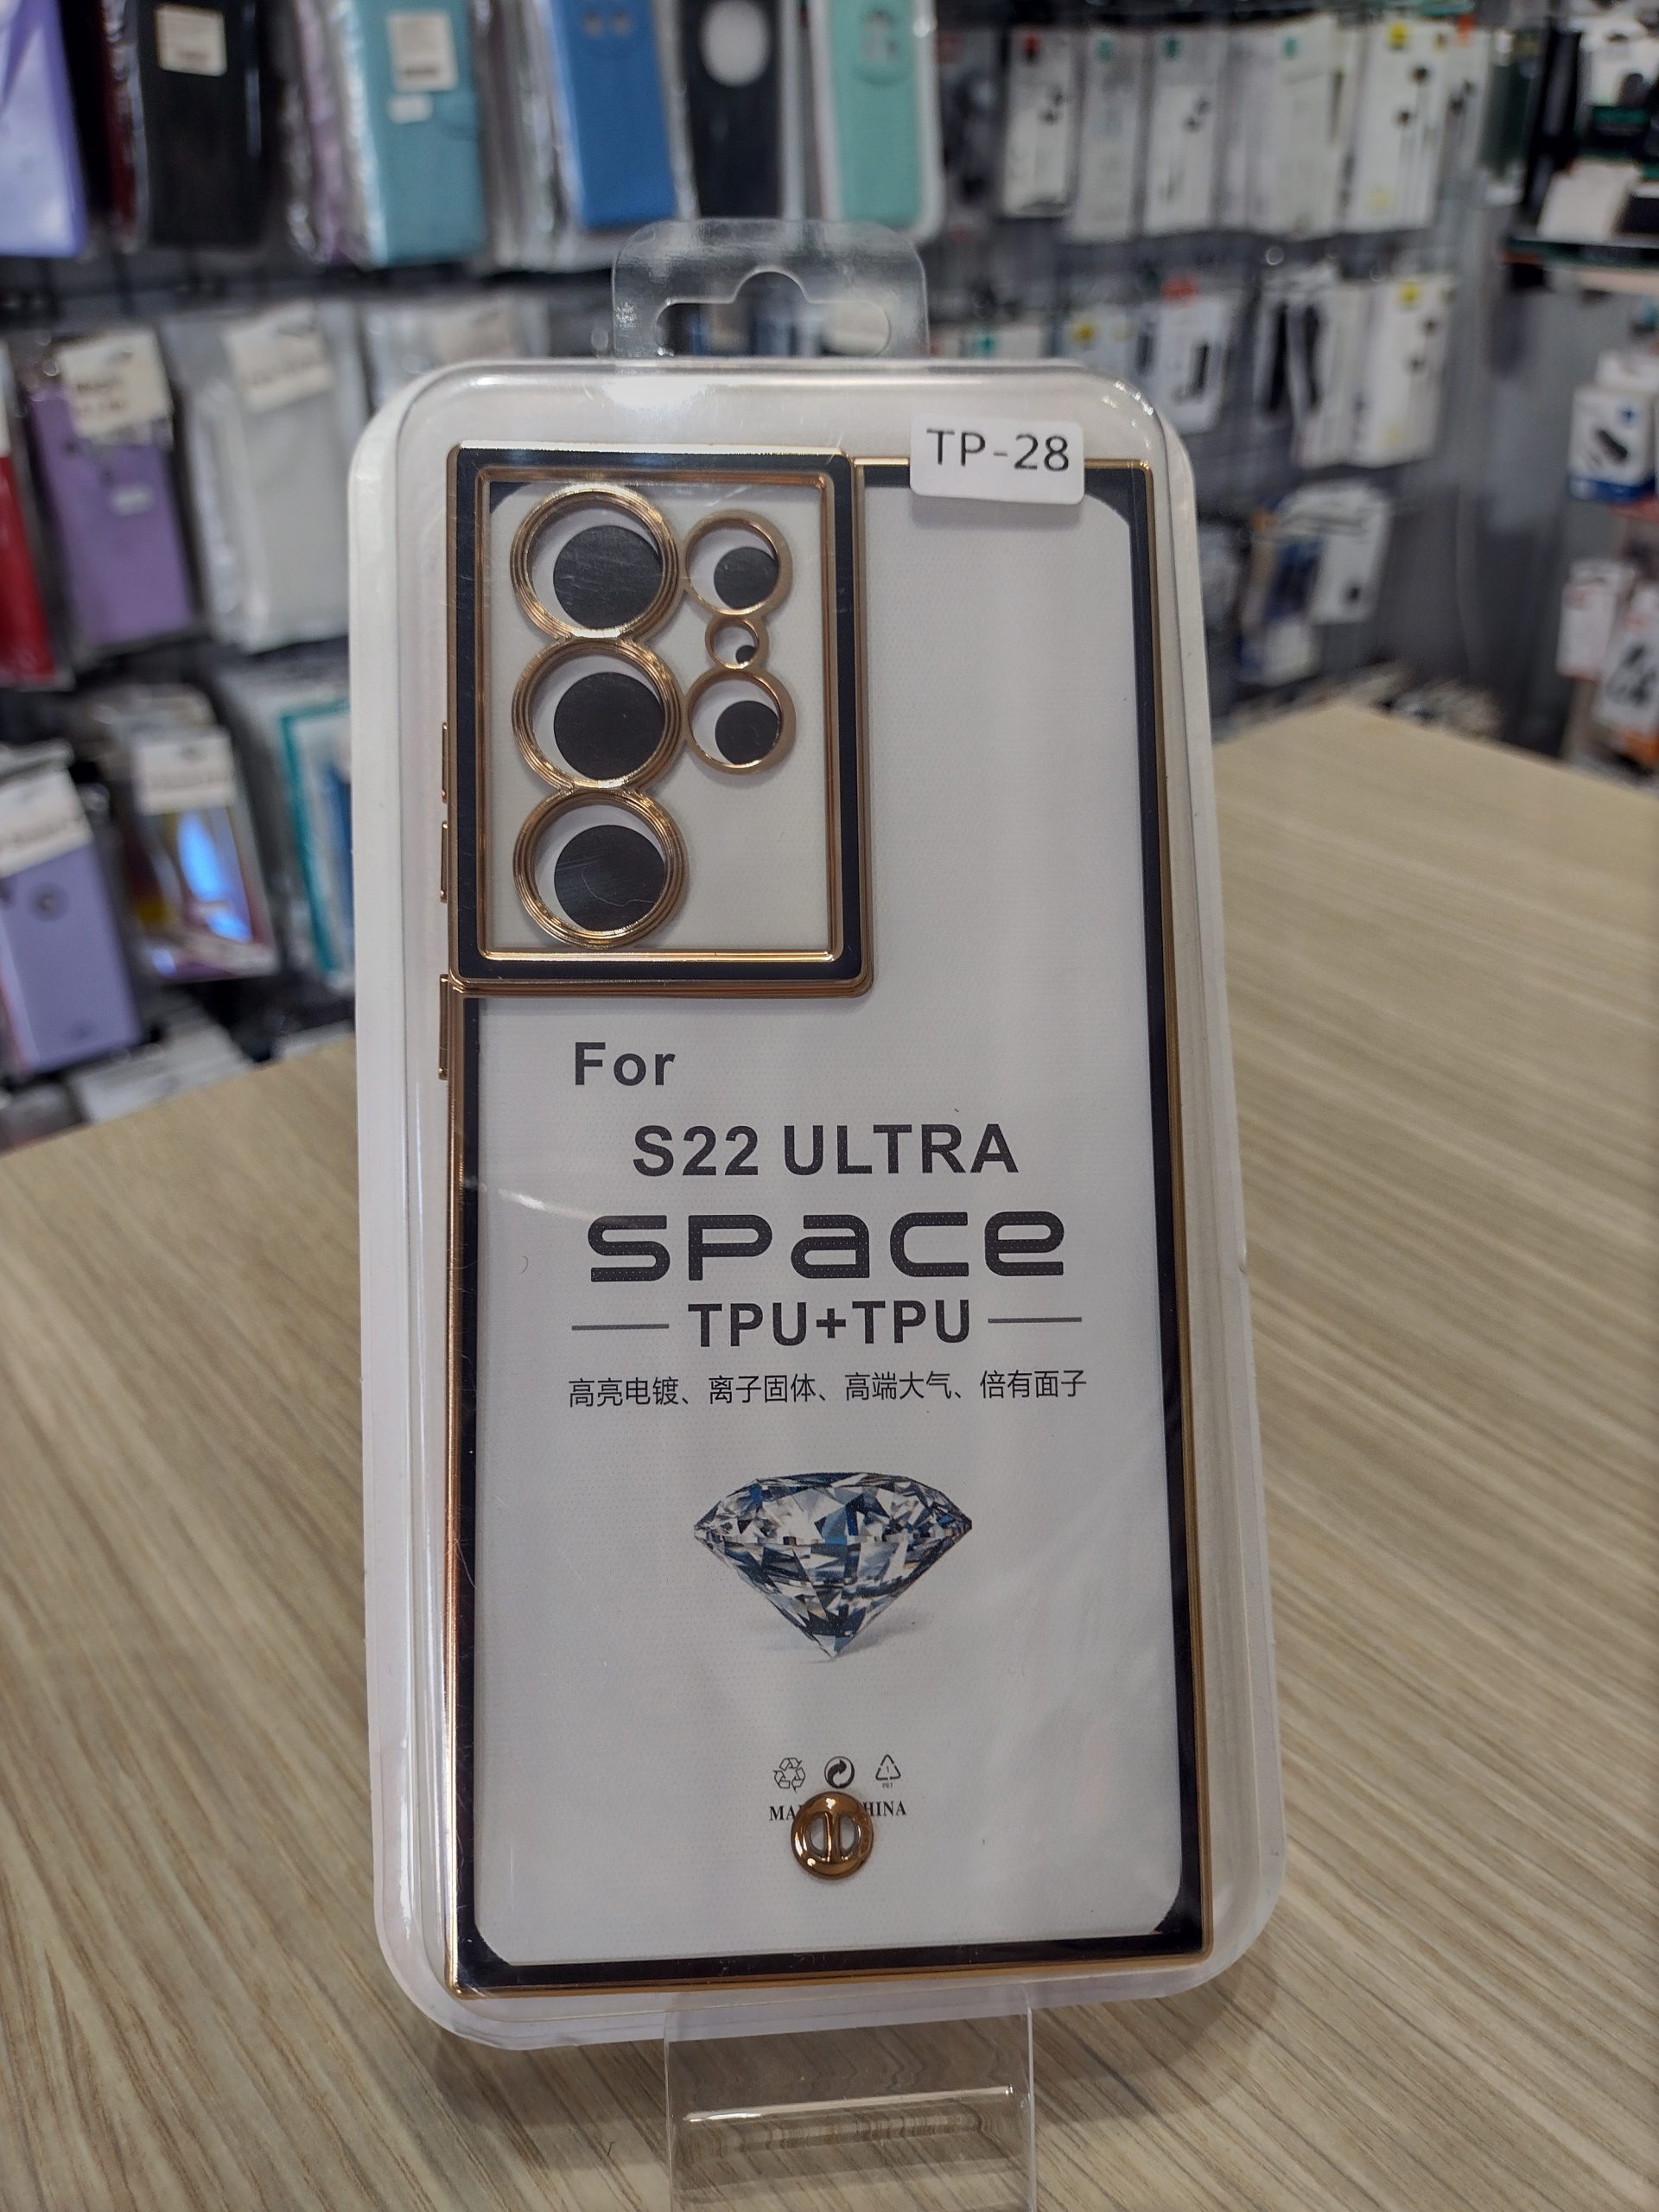 TP-28
For
S22 ULTRA
space
TPU+TPU
高亮电镀、离子固体、高端大气、倍有面子
PET